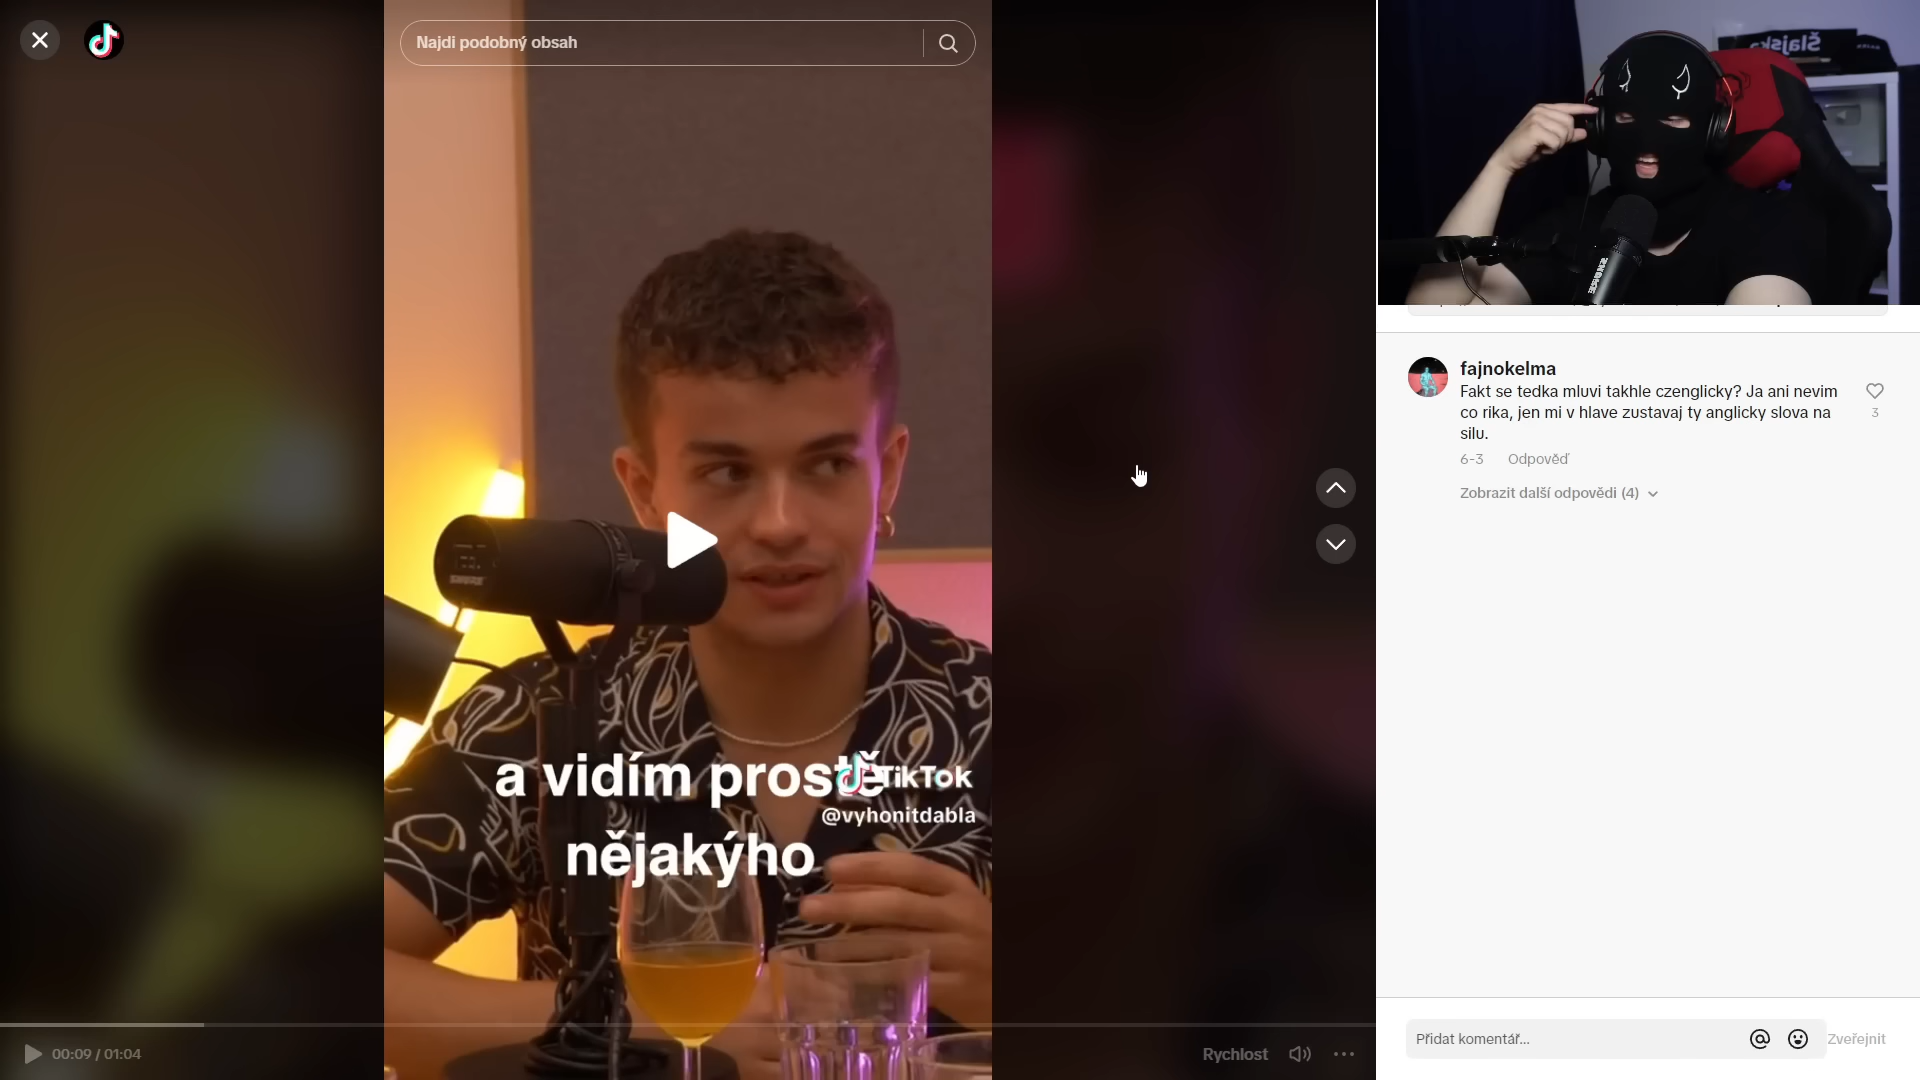 Najdi podobný obsah
fajnokelma
Fakt se tedka mluvi takhle czenglicky? Ja ani nevim
co rika, jen mi v hlave zustavaj ty anglicky slova na
silu.
3
6-3 Odpověď
Zobrazit další odpovědi (4)
SHURE
a vidím prostě
TikTok
@vyhonitdabla
nějakýho
00:09 / 01:04
Rychlost
Přidat komentář...
Zveřejnit